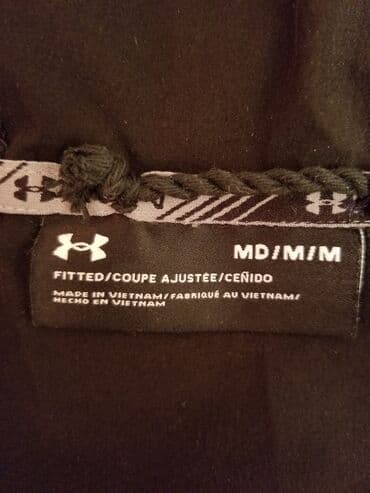 MD/M/M
FITTED/COUPE AJUSTÉE/CEÑIDO
MADE IN VIETNAM/FABRIQUÉ AU VIETNAM/
HECHO EN VIETNAM